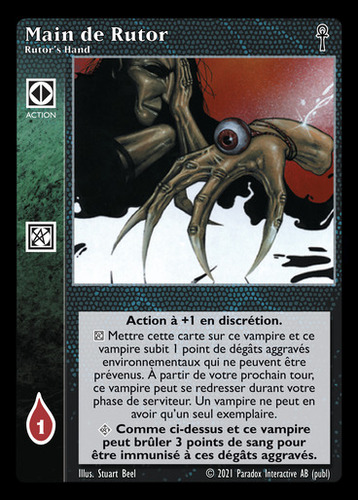 Main de Rutor
Rutor's Hand
ACTION
Action à +1 en discrétion.
Mettre cette carte sur ce vampire et ce
vampire subit 1 point de dégâts aggravés
environnementaux qui ne peuvent être
prévenus. À partir de votre prochain tour,
ce vampire peut se redresser durant votre
phase de serviteur. Un vampire ne peut en
avoir qu'un seul exemplaire.
Comme ci-dessus et ce vampire
peut brûler 3 points de sang pour
être immunisé à ces dégâts aggravés.
1
Illus. Stuart Beel
© 2021 Paradox Interactive AB (publ)